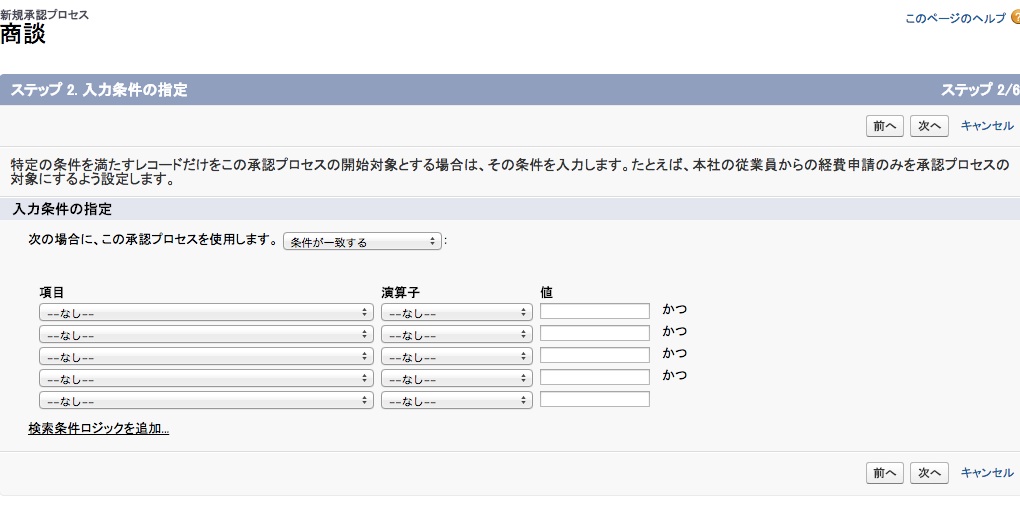 新規承認プロセス
このページのヘルプ
商談
ステップ 2. 入力条件の指定
ステップ 2/6
前へ 次へ キャンセル
特定の条件を満たすレコードだけをこの承認プロセスの開始対象とする場合は、その条件を入力します。たとえば、本社の従業員からの経費申請のみを承認プロセスの
対象にするよう設定します。
入力条件の指定
次の場合に、この承認プロセスを使用します。 条件が一致する :
項目 演算子 値
--なし-- --なし-- かつ
--なし-- --なし-- かつ
--なし-- --なし-- かつ
--なし-- --なし-- かつ
--なし-- --なし--
検索条件ロジックを追加...
前へ 次へ キャンセル